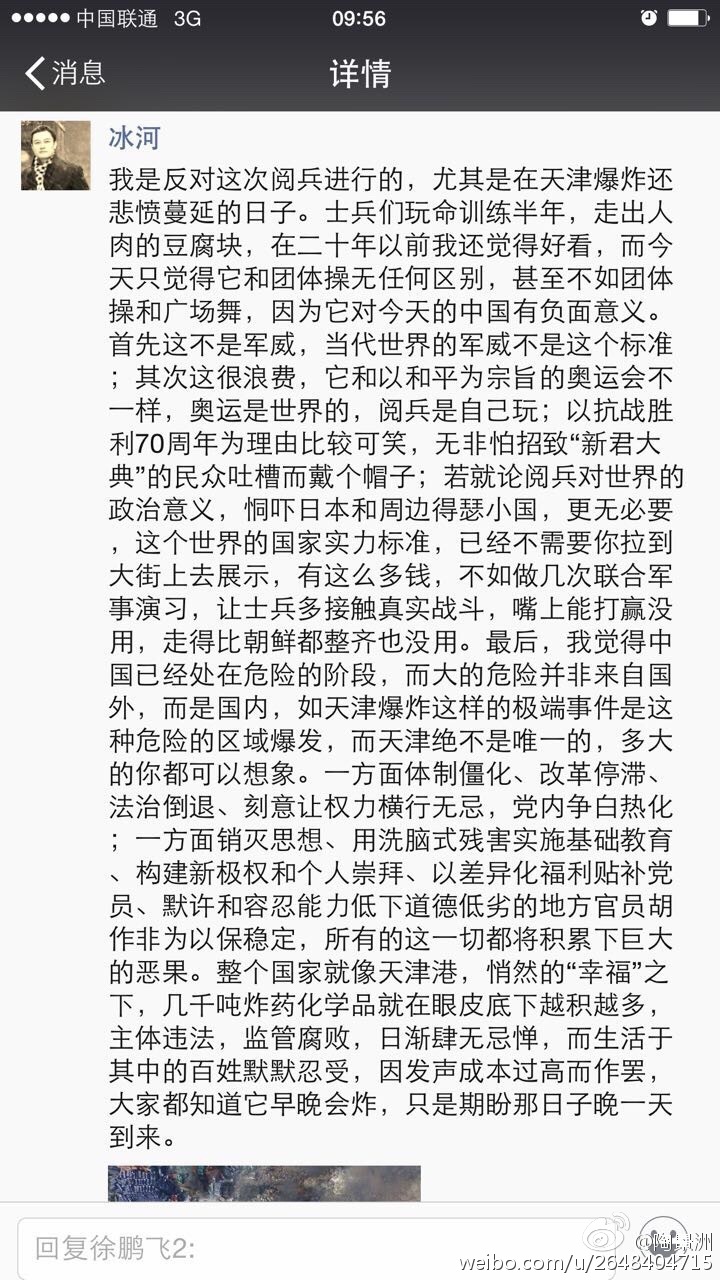 中国联通 3G 09:56
消息 详情
冰河
我是反对这次阅兵进行的，尤其是在天津爆炸还
悲愤蔓延的日子。士兵们玩命训练半年，走出人
肉的豆腐块，在二十年以前我还觉得好看，而今
天只觉得它和团体操无任何区别，甚至不如团体
操和广场舞，因为它对今天的中国有负面意义。
首先这不是军威，当代世界的军威不是这个标准
；其次这很浪费，它和以和平为宗旨的奥运会不
一样，奥运是世界的，阅兵是自己玩；以抗战胜
利70周年为理由比较可笑，无非怕招致“新君大
典”的民众吐槽而戴个帽子；若就论阅兵对世界的
政治意义，恫吓日本和周边得瑟小国，更无必要
，这个世界的国家实力标准，已经不需要你拉到
大街上去展示，有这么多钱，不如做几次联合军
事演习，让士兵多接触真实战斗，嘴上能打赢没
用，走得比朝鲜都整齐也没用。最后，我觉得中
国已经处在危险的阶段，而大的危险并非来自国
外，而是国内，如天津爆炸这样的极端事件是这
种危险的区域爆发，而天津绝不是唯一的，多大
的你都可以想象。一方面体制僵化、改革停滞、
法治倒退、刻意让权力横行无忌，党内争白热化
；一方面销灭思想、用洗脑式残害实施基础教育
、构建新极权和个人崇拜、以差异化福利贴补党
员、默许和容忍能力低下道德低劣的地方官员胡
作非为以保稳定，所有的这一切都将积累下巨大
的恶果。整个国家就像天津港，悄然的“幸福”之
下，几千吨炸药化学品就在眼皮底下越积越多，
主体违法，监管腐败，日渐肆无忌惮，而生活于
其中的百姓默默忍受，因发声成本过高而作罢，
大家都知道它早晚会炸，只是期盼那日子晚一天
到来。
回复徐鹏飞2:
weibo.com/u/2648404715